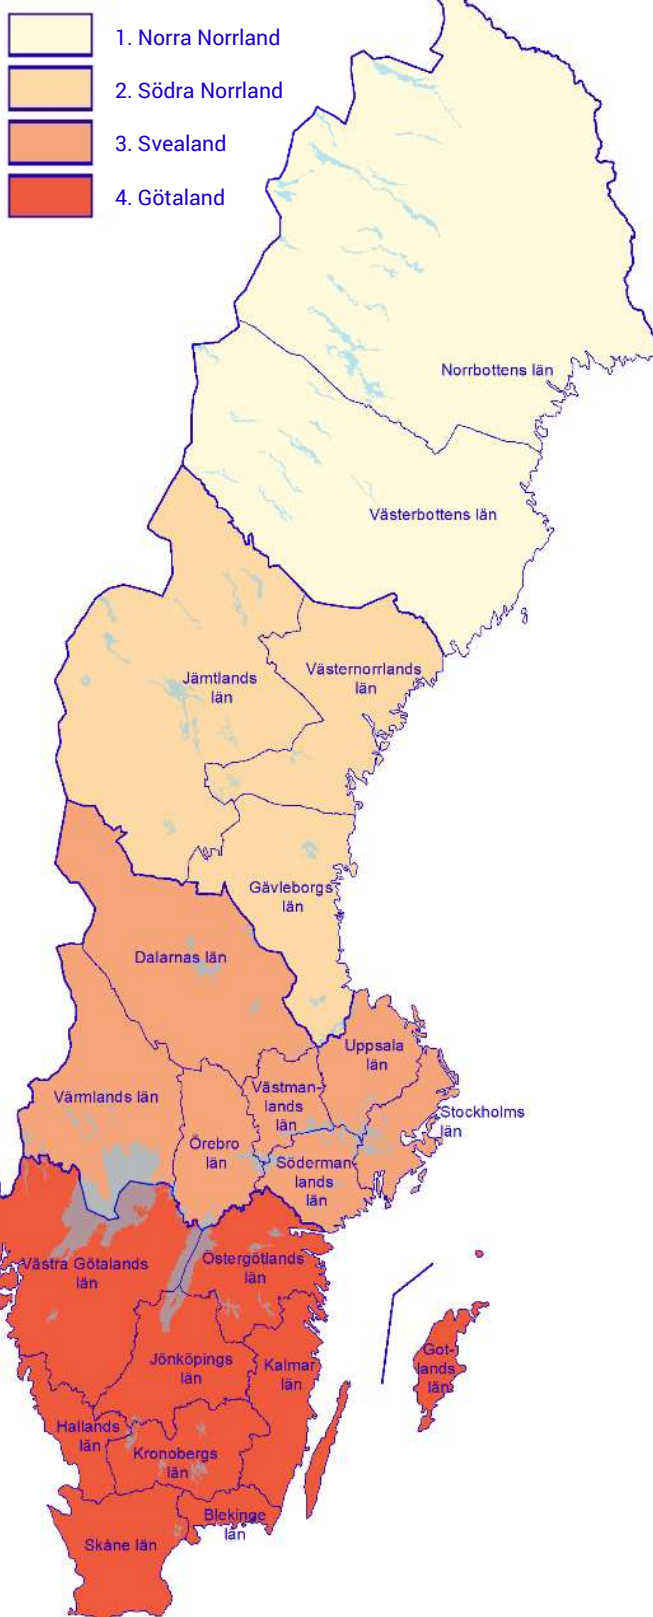 1. Norra Norrland
2. Södra Norrland
3. Svealand
4. Götaland
Norrbottens län
Västerbottens län
Jämtlands
län
Västernorrlands
län
Gävleborgs
län
Dalarnas län
Uppsala
län
Värmlands län
Västman-
lands
län
Stockholms
län
Örebro
län
Söderman-
lands
län
Västra Götalands
län
Östergötlands
län
Jönköpings
län
Kalmar
län
Got-
lands
län
Hallands
län
Kronobergs
län
Blekinge
län
Skåne län